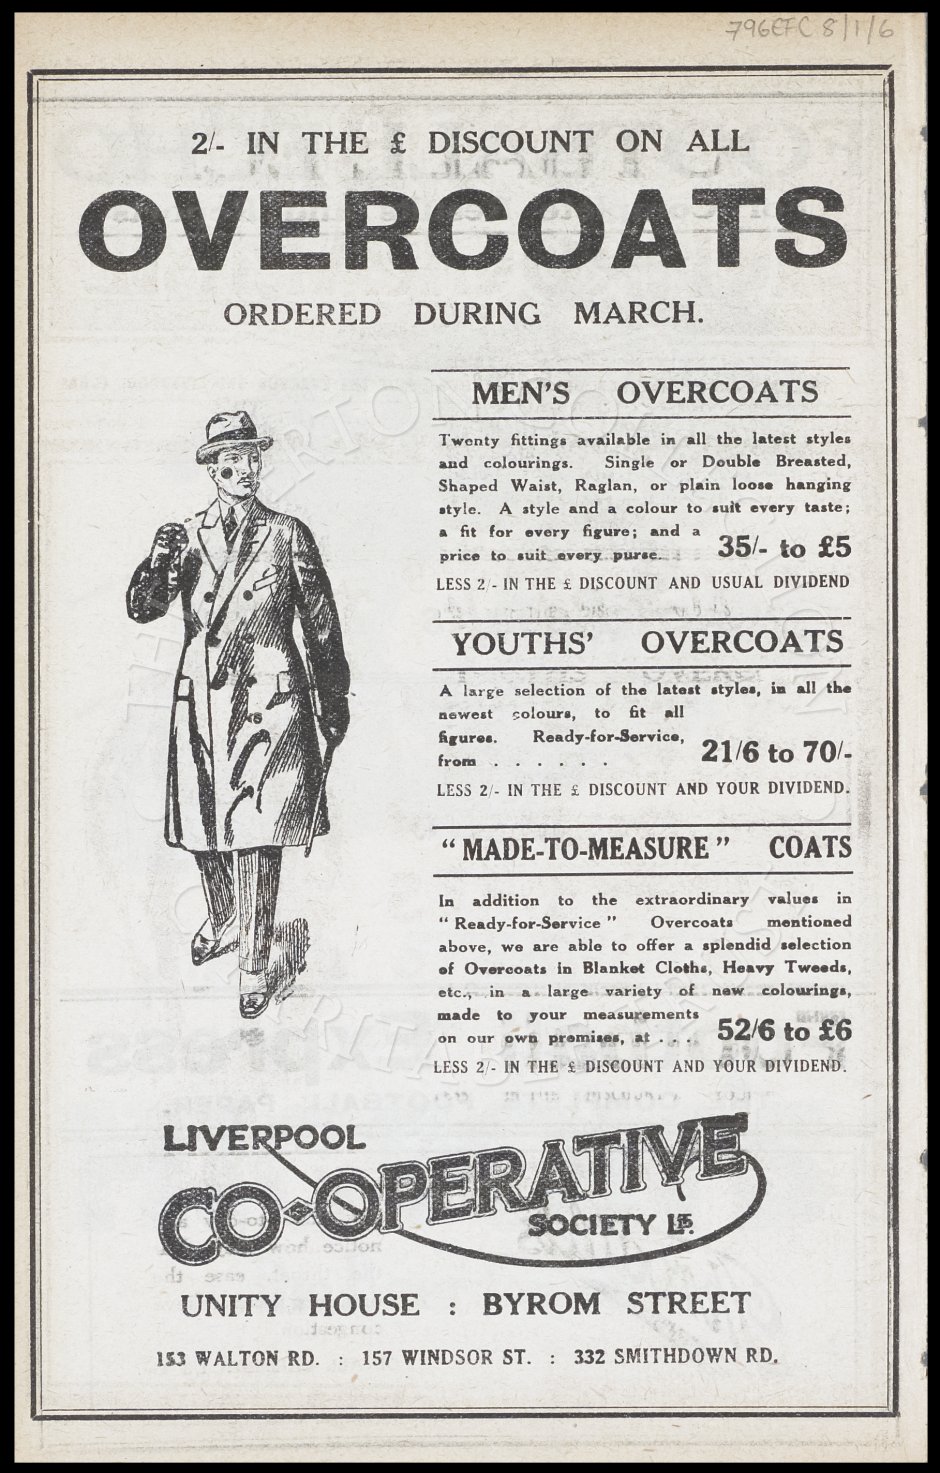 796EFC 8/1/6
2/- IN THE £ DISCOUNT ON ALL
OVERCOATS
ORDERED DURING MARCH.
MEN'S OVERCOATS
Twenty fittings available in all the latest styles
and colourings. Single or Double Breasted,
Shaped Waist, Raglan, or plain loose hanging
style. A style and a colour to suit every taste;
a fit for every figure; and a
price to suit every purse. 35/- to £5
LESS 2/- IN THE £ DISCOUNT AND USUAL DIVIDEND
YOUTHS' OVERCOATS
A large selection of the latest styles, in all the
newest colours, to fit all
figures. Ready-for-Service,
from . . . . . . 21/6 to 70/-
LESS 2/- IN THE £ DISCOUNT AND YOUR DIVIDEND.
"MADE-TO-MEASURE" COATS
In addition to the extraordinary values in
"Ready-for-Service" Overcoats mentioned
above, we are able to offer a splendid selection
of Overcoats in Blanket Cloths, Heavy Tweeds,
etc., in a large variety of new colourings,
made to your measurements
on our own premises, at . . . 52/6 to £6
LESS 2/- IN THE £ DISCOUNT AND YOUR DIVIDEND.
LIVERPOOL
CO-OPERATIVE
SOCIETY LTD.
UNITY HOUSE : BYROM STREET
153 WALTON RD. : 157 WINDSOR ST. : 332 SMITHDOWN RD.